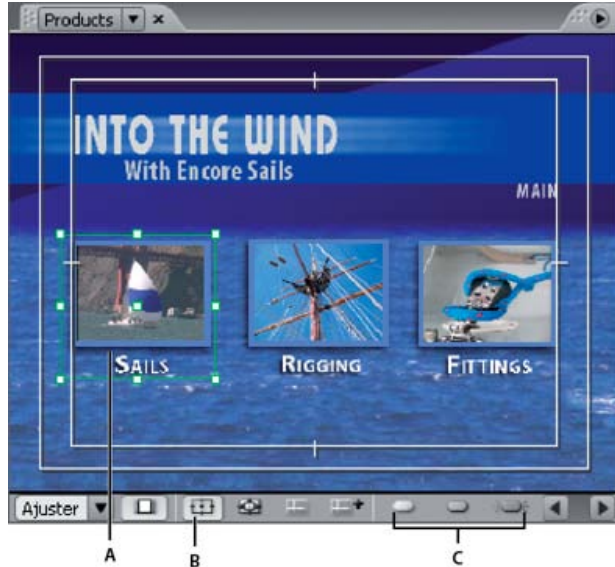 Products
INTO THE WIND
With Encore Sails
MAIN
SAILS
RIGGING
FITTINGS
Ajuster
A
B
C